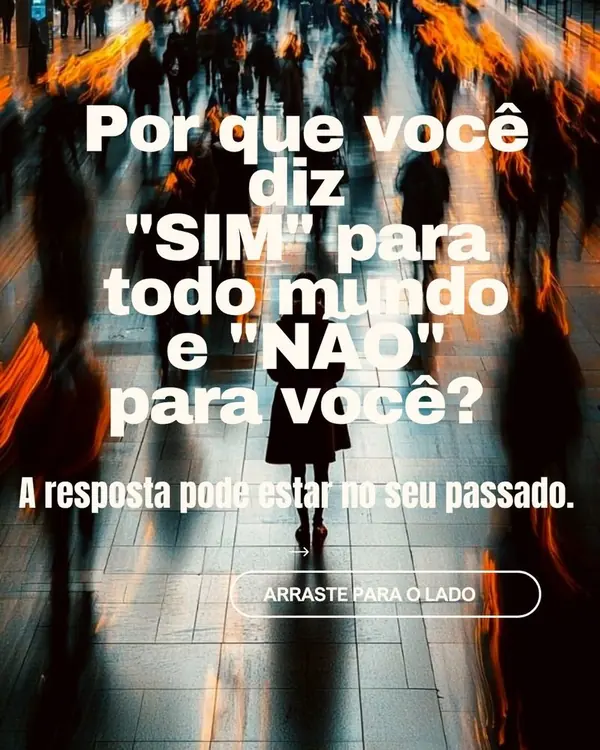 Por que você
diz
"SIM" para
todo mundo
e "NÃO"
para você?
A resposta pode estar no seu passado.
→
ARRASTE PARA O LADO